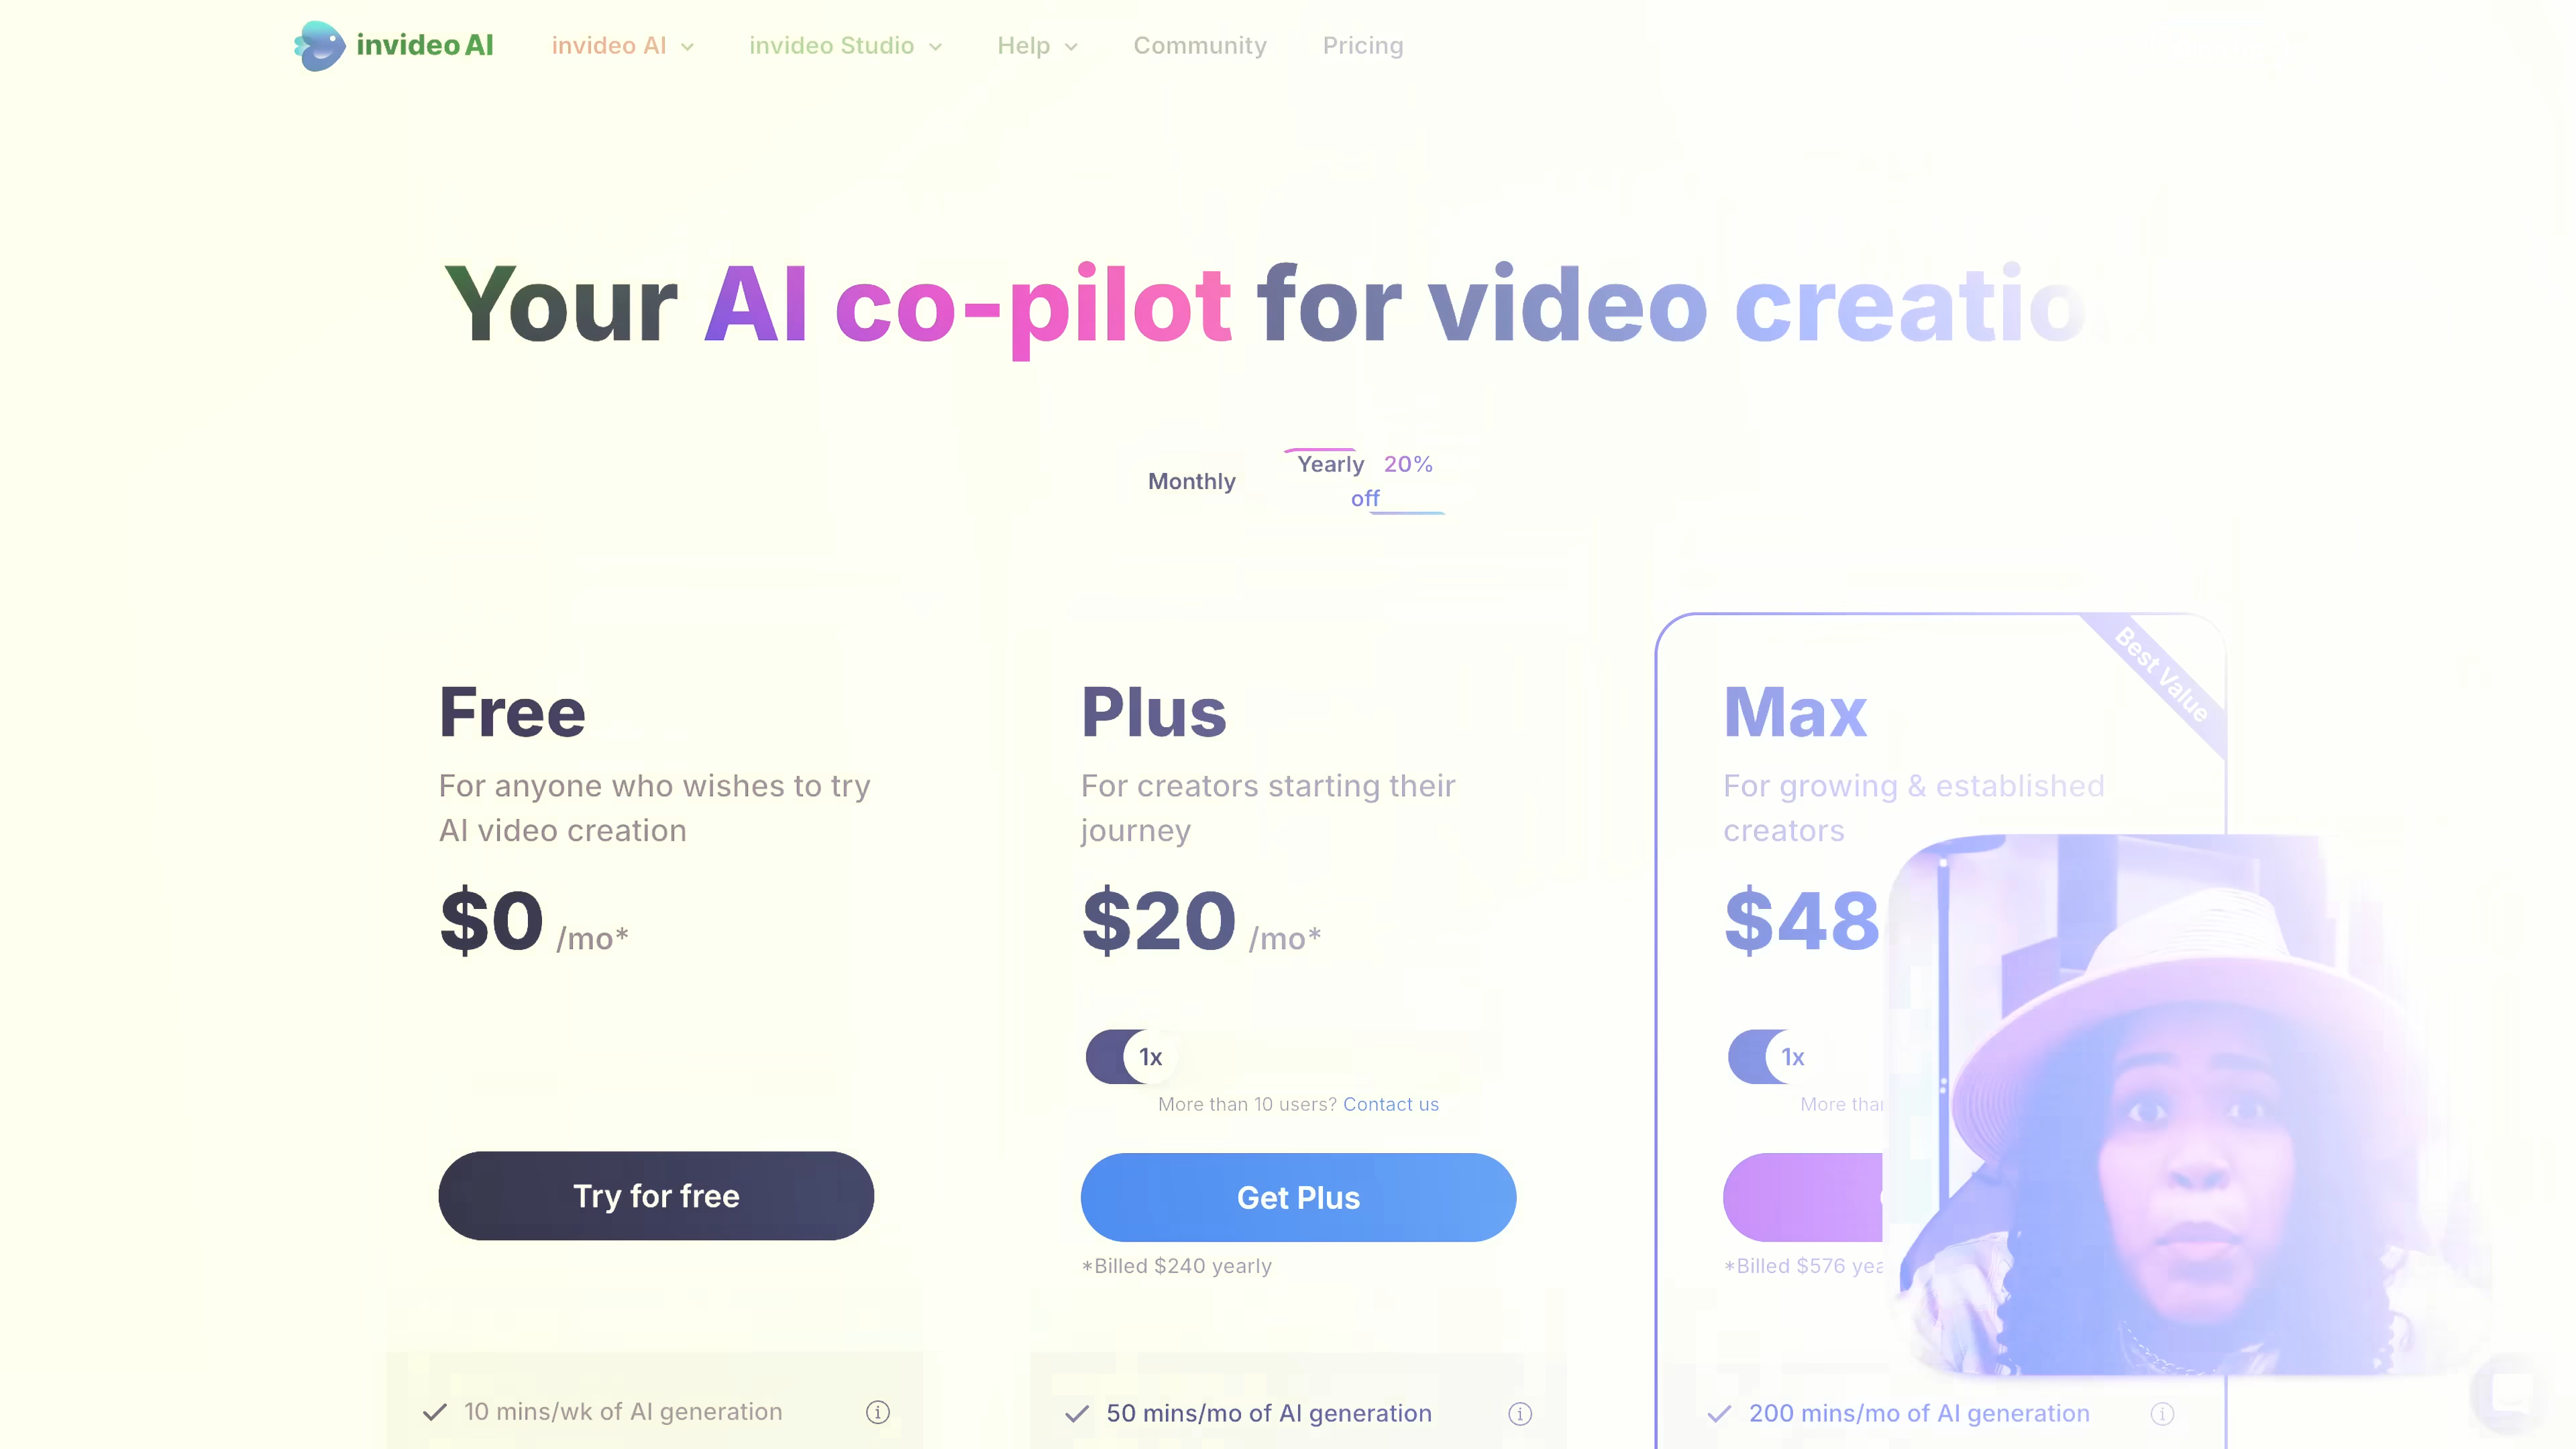 invideo AI
invideo AI
invideo Studio
Help
Community
Pricing
Your AI co-pilot for video creatio
Monthly
Yearly 20%
off
Best Value
Free
For anyone who wishes to try
AI video creation
$0 /mo*
Try for free
10 mins/wk of AI generation
Plus
For creators starting their
journey
$20 /mo*
1x
More than 10 users? Contact us
Get Plus
*Billed $240 yearly
50 mins/mo of AI generation
Max
For growing & established
creators
$48
1x
More
*Billed $576
200 mins/mo of AI generation